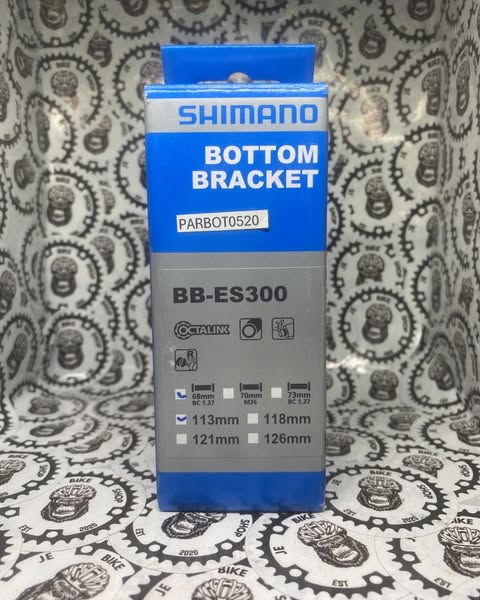 SHIMANO
BOTTOM
BRACKET
PARBOT0520
BB-ES300
OCTALINK
R
68mm 70mm 73mm
BC 1.37 M36 BC 1.37
113mm 118mm
121mm 126mm
JE BIKE SHOP
EST 2020